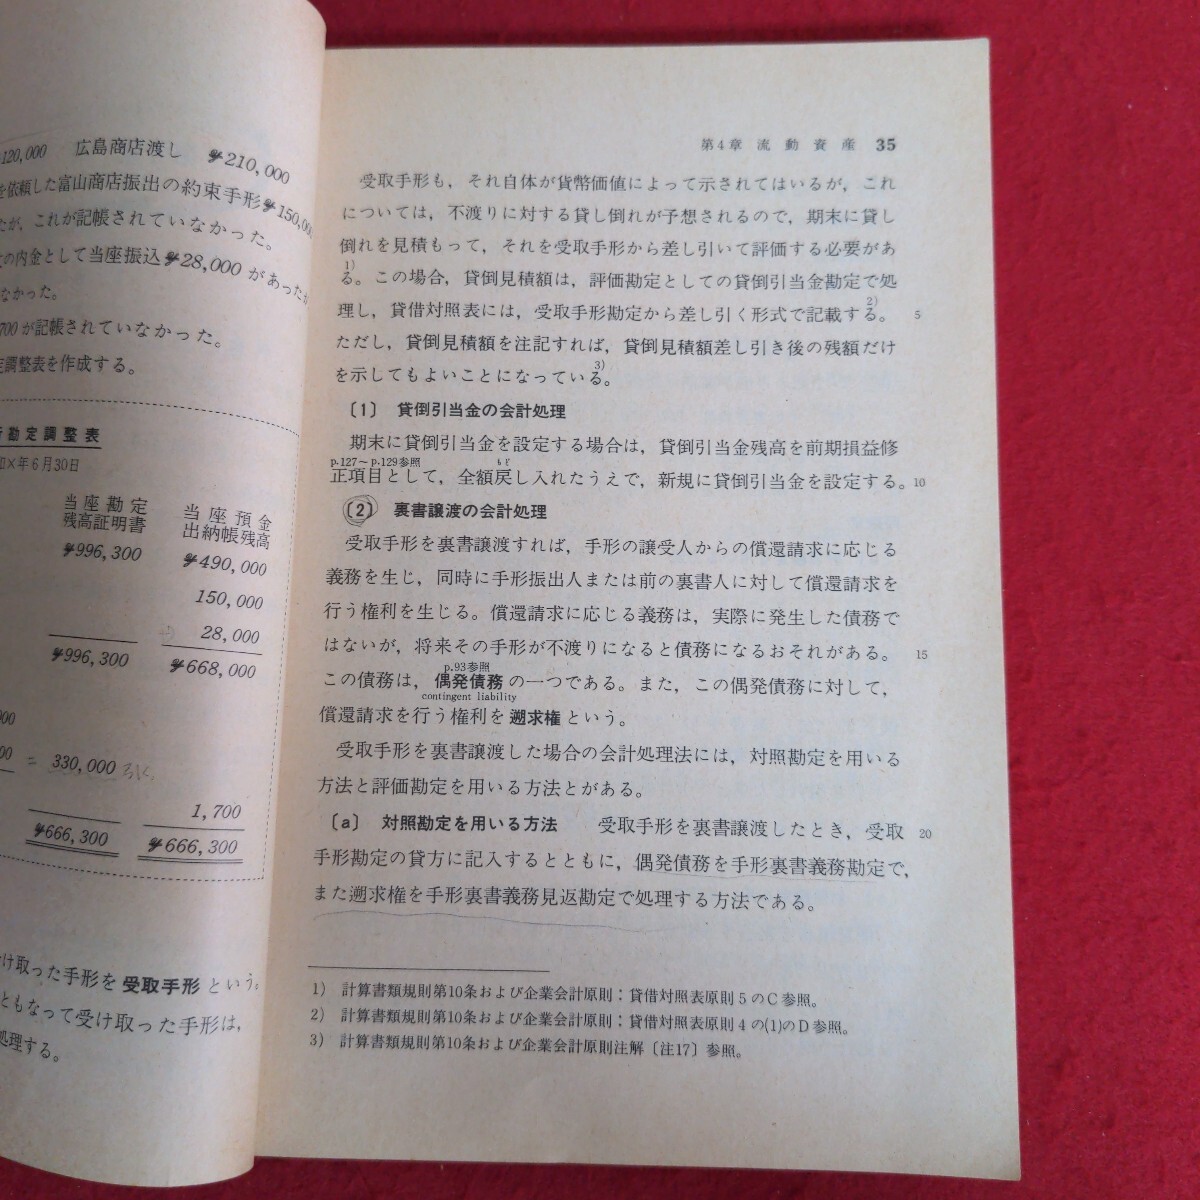 120,000 広島商店渡し ¥210,000
を依頼した富山商店振出の約束手形¥150,000
たが，これが記帳されていなかった。
の内金として当座振込¥28,000があったが
なかった。
700が記帳されていなかった。
調整表を作成する。
勘定調整表
×年6月30日
当座勘定 当座預金
残高証明書 出納帳残高
¥996,300 ¥490,000
150,000
28,000
¥996,300 ¥668,000
000
00 = 330,000
1,700
¥666,300 ¥666,300
け取った手形を受取手形という。
ともなって受け取った手形は，
処理する。
第4章 流動資産 35
受取手形も，それ自体が貨幣価値によって示されてはいるが，これ
については，不渡りに対する貸し倒れが予想されるので，期末に貸し
倒れを見積もって，それを受取手形から差し引いて評価する必要があ
1)
る。この場合，貸倒見積額は，評価勘定としての貸倒引当金勘定で処
2)
理し，貸借対照表には，受取手形勘定から差し引く形式で記載する。 5
ただし，貸倒見積額を注記すれば，貸倒見積額差し引き後の残額だけ
3)
を示してもよいことになっている。
〔1〕 貸倒引当金の会計処理
期末に貸倒引当金を設定する場合は，貸倒引当金残高を前期損益修
p.127〜p.129参照 もど
正項目として，全額戻し入れたうえで，新規に貸倒引当金を設定する。 10
〔2〕 裏書譲渡の会計処理
受取手形を裏書譲渡すれば，手形の譲受人からの償還請求に応じる
義務を生じ，同時に手形振出人または前の裏書人に対して償還請求を
行う権利を生じる。償還請求に応じる義務は，実際に発生した債務で
はないが，将来その手形が不渡りになると債務になるおそれがある。 15
p.93参照
この債務は，偶発債務の一つである。また，この偶発債務に対して，
contingent liability
償還請求を行う権利を遡求権という。
受取手形を裏書譲渡した場合の会計処理法には，対照勘定を用いる
方法と評価勘定を用いる方法とがある。
〔a〕 対照勘定を用いる方法 受取手形を裏書譲渡したとき，受取 20
手形勘定の貸方に記入するとともに，偶発債務を手形裏書義務勘定で，
また遡求権を手形裏書義務見返勘定で処理する方法である。
1) 計算書類規則第10条および企業会計原則：貸借対照表原則5のC参照。
2) 計算書類規則第10条および企業会計原則：貸借対照表原則4の(1)のD参照。
3) 計算書類規則第10条および企業会計原則注解〔注17〕参照。